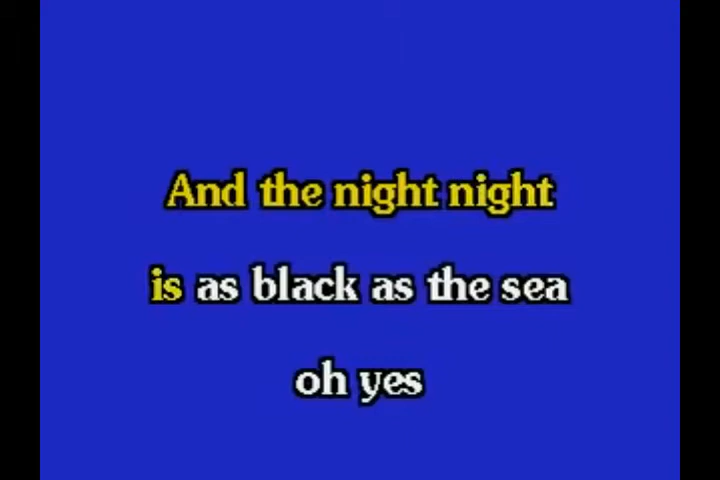 And the night night
is as black as the sea
oh yes